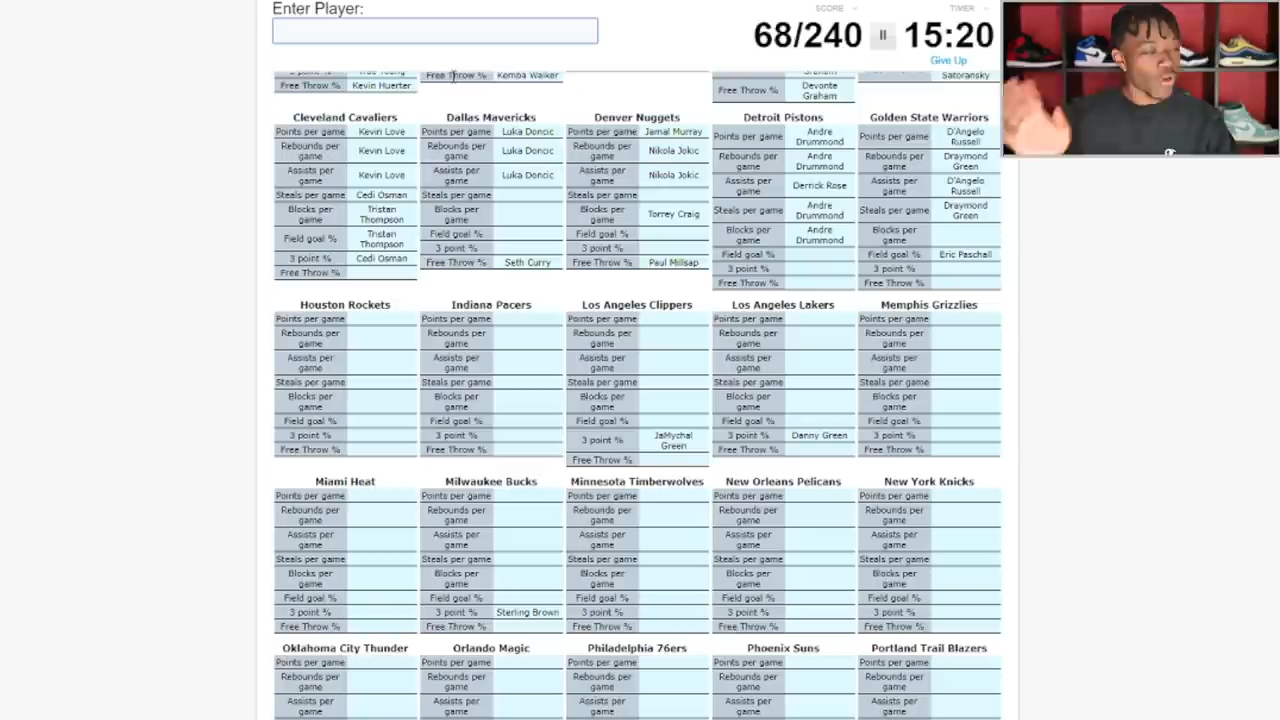 Enter Player:
SCORE
TIMER
68/240
15:20
Give Up
Free Throw % Kevin Huerter
Free Throw % Kemba Walker
Graham
Free Throw % Devonte Graham
Satoransky
Cleveland Cavaliers
Points per game Kevin Love
Rebounds per game Kevin Love
Assists per game Kevin Love
Steals per game Cedi Osman
Blocks per game Tristan Thompson
Field goal % Tristan Thompson
3 point % Cedi Osman
Free Throw %
Dallas Mavericks
Points per game Luka Doncic
Rebounds per game Luka Doncic
Assists per game Luka Doncic
Steals per game
Blocks per game
Field goal %
3 point %
Free Throw % Seth Curry
Denver Nuggets
Points per game Jamal Murray
Rebounds per game Nikola Jokic
Assists per game Nikola Jokic
Steals per game
Blocks per game Torrey Craig
Field goal %
3 point %
Free Throw % Paul Millsap
Detroit Pistons
Points per game Andre Drummond
Rebounds per game Andre Drummond
Assists per game Derrick Rose
Steals per game Andre Drummond
Blocks per game Andre Drummond
Field goal %
3 point %
Free Throw %
Golden State Warriors
Points per game D'Angelo Russell
Rebounds per game Draymond Green
Assists per game D'Angelo Russell
Steals per game Draymond Green
Blocks per game
Field goal % Eric Paschall
3 point %
Free Throw %
Houston Rockets
Points per game
Rebounds per game
Assists per game
Steals per game
Blocks per game
Field goal %
3 point %
Free Throw %
Indiana Pacers
Points per game
Rebounds per game
Assists per game
Steals per game
Blocks per game
Field goal %
3 point %
Free Throw %
Los Angeles Clippers
Points per game
Rebounds per game
Assists per game
Steals per game
Blocks per game
Field goal %
3 point % JaMychal Green
Free Throw %
Los Angeles Lakers
Points per game
Rebounds per game
Assists per game
Steals per game
Blocks per game
Field goal %
3 point % Danny Green
Free Throw %
Memphis Grizzlies
Points per game
Rebounds per game
Assists per game
Steals per game
Blocks per game
Field goal %
3 point %
Free Throw %
Miami Heat
Points per game
Rebounds per game
Assists per game
Steals per game
Blocks per game
Field goal %
3 point %
Free Throw %
Milwaukee Bucks
Points per game
Rebounds per game
Assists per game
Steals per game
Blocks per game
Field goal %
3 point % Sterling Brown
Free Throw %
Minnesota Timberwolves
Points per game
Rebounds per game
Assists per game
Steals per game
Blocks per game
Field goal %
3 point %
Free Throw %
New Orleans Pelicans
Points per game
Rebounds per game
Assists per game
Steals per game
Blocks per game
Field goal %
3 point %
Free Throw %
New York Knicks
Points per game
Rebounds per game
Assists per game
Steals per game
Blocks per game
Field goal %
3 point %
Free Throw %
Oklahoma City Thunder
Points per game
Rebounds per game
Assists per game
Orlando Magic
Points per game
Rebounds per game
Assists per game
Philadelphia 76ers
Points per game
Rebounds per game
Assists per game
Phoenix Suns
Points per game
Rebounds per game
Assists per game
Portland Trail Blazers
Points per game
Rebounds per game
Assists per game